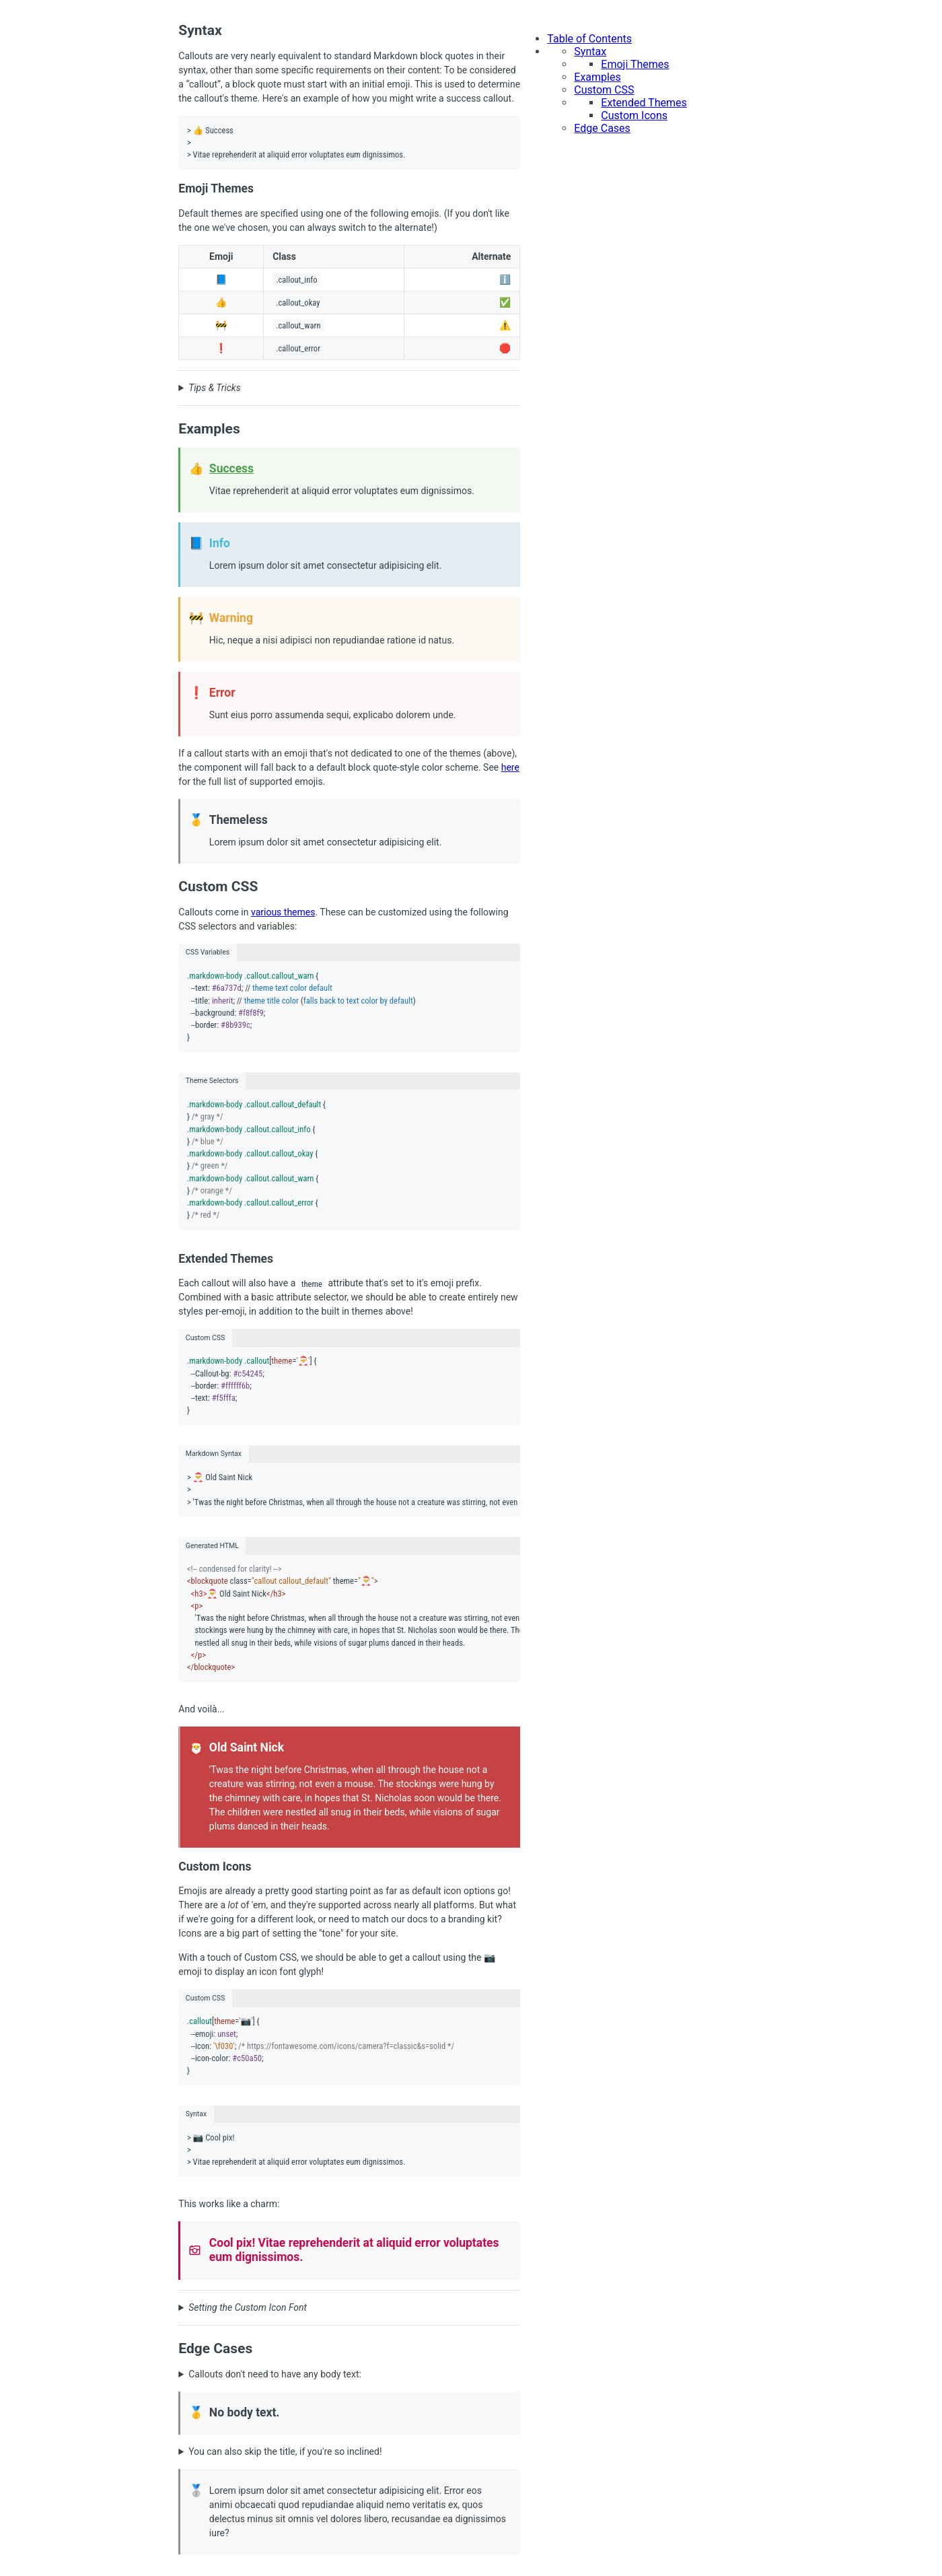 Syntax
Callouts are very nearly equivalent to standard Markdown block quotes in their
syntax, other than some specific requirements on their content: To be considered
a “callout”, a block quote must start with an initial emoji. This is used to determine
the callout's theme. Here's an example of how you might write a success callout.
> 👍 Success
>
> Vitae reprehenderit at aliquid error voluptates eum dignissimos.
Emoji Themes
Default themes are specified using one of the following emojis. (If you don't like
the one we've chosen, you can always switch to the alternate!)
Emoji Class Alternate
📘 .callout_info ℹ️
👍 .callout_okay ✅
🚧 .callout_warn ⚠️
❗ .callout_error 🛑
Tips & Tricks
Examples
👍 Success
Vitae reprehenderit at aliquid error voluptates eum dignissimos.
📘 Info
Lorem ipsum dolor sit amet consectetur adipisicing elit.
🚧 Warning
Hic, neque a nisi adipisci non repudiandae ratione id natus.
❗ Error
Sunt eius porro assumenda sequi, explicabo dolorem unde.
If a callout starts with an emoji that's not dedicated to one of the themes (above),
the component will fall back to a default block quote-style color scheme. See here
for the full list of supported emojis.
🥇 Themeless
Lorem ipsum dolor sit amet consectetur adipisicing elit.
Custom CSS
Callouts come in various themes. These can be customized using the following
CSS selectors and variables:
CSS Variables
.markdown-body .callout.callout_warn {
--text: #6a737d; // theme text color default
--title: inherit; // theme title color (falls back to text color by default)
--background: #f8f8f9;
--border: #8b939c;
}
Theme Selectors
.markdown-body .callout.callout_default {
} /* gray */
.markdown-body .callout.callout_info {
} /* blue */
.markdown-body .callout.callout_okay {
} /* green */
.markdown-body .callout.callout_warn {
} /* orange */
.markdown-body .callout.callout_error {
} /* red */
Extended Themes
Each callout will also have a theme attribute that's set to it's emoji prefix.
Combined with a basic attribute selector, we should be able to create entirely new
styles per-emoji, in addition to the built in themes above!
Custom CSS
.markdown-body .callout[theme='🎅'] {
--Callout-bg: #c54245;
--border: #ffffff6b;
--text: #f5fffa;
}
Markdown Syntax
> 🎅 Old Saint Nick
>
> 'Twas the night before Christmas, when all through the house not a creature was stirring, not even
Generated HTML
<!-- condensed for clarity! -->
<blockquote class="callout callout_default" theme="🎅">
<h3>🎅 Old Saint Nick</h3>
<p>
'Twas the night before Christmas, when all through the house not a creature was stirring, not even
stockings were hung by the chimney with care, in hopes that St. Nicholas soon would be there. The
nestled all snug in their beds, while visions of sugar plums danced in their heads.
</p>
</blockquote>
And voilà...
🎅 Old Saint Nick
'Twas the night before Christmas, when all through the house not a
creature was stirring, not even a mouse. The stockings were hung by
the chimney with care, in hopes that St. Nicholas soon would be there.
The children were nestled all snug in their beds, while visions of sugar
plums danced in their heads.
Custom Icons
Emojis are already a pretty good starting point as far as default icon options go!
There are a lot of 'em, and they're supported across nearly all platforms. But what
if we're going for a different look, or need to match our docs to a branding kit?
Icons are a big part of setting the "tone" for your site.
With a touch of Custom CSS, we should be able to get a callout using the 📷
emoji to display an icon font glyph!
Custom CSS
.callout[theme='📷'] {
--emoji: unset;
--icon: '\f030'; /* https://fontawesome.com/icons/camera?f=classic&s=solid */
--icon-color: #c50a50;
}
Syntax
> 📷 Cool pix!
>
> Vitae reprehenderit at aliquid error voluptates eum dignissimos.
This works like a charm:
Cool pix! Vitae reprehenderit at aliquid error voluptates
eum dignissimos.
Setting the Custom Icon Font
Edge Cases
Callouts don't need to have any body text:
🥇 No body text.
You can also skip the title, if you're so inclined!
🥈 Lorem ipsum dolor sit amet consectetur adipisicing elit. Error eos
animi obcaecati quod repudiandae aliquid nemo veritatis ex, quos
delectus minus sit omnis vel dolores libero, recusandae ea dignissimos
iure?
Table of Contents
Syntax
Emoji Themes
Examples
Custom CSS
Extended Themes
Custom Icons
Edge Cases